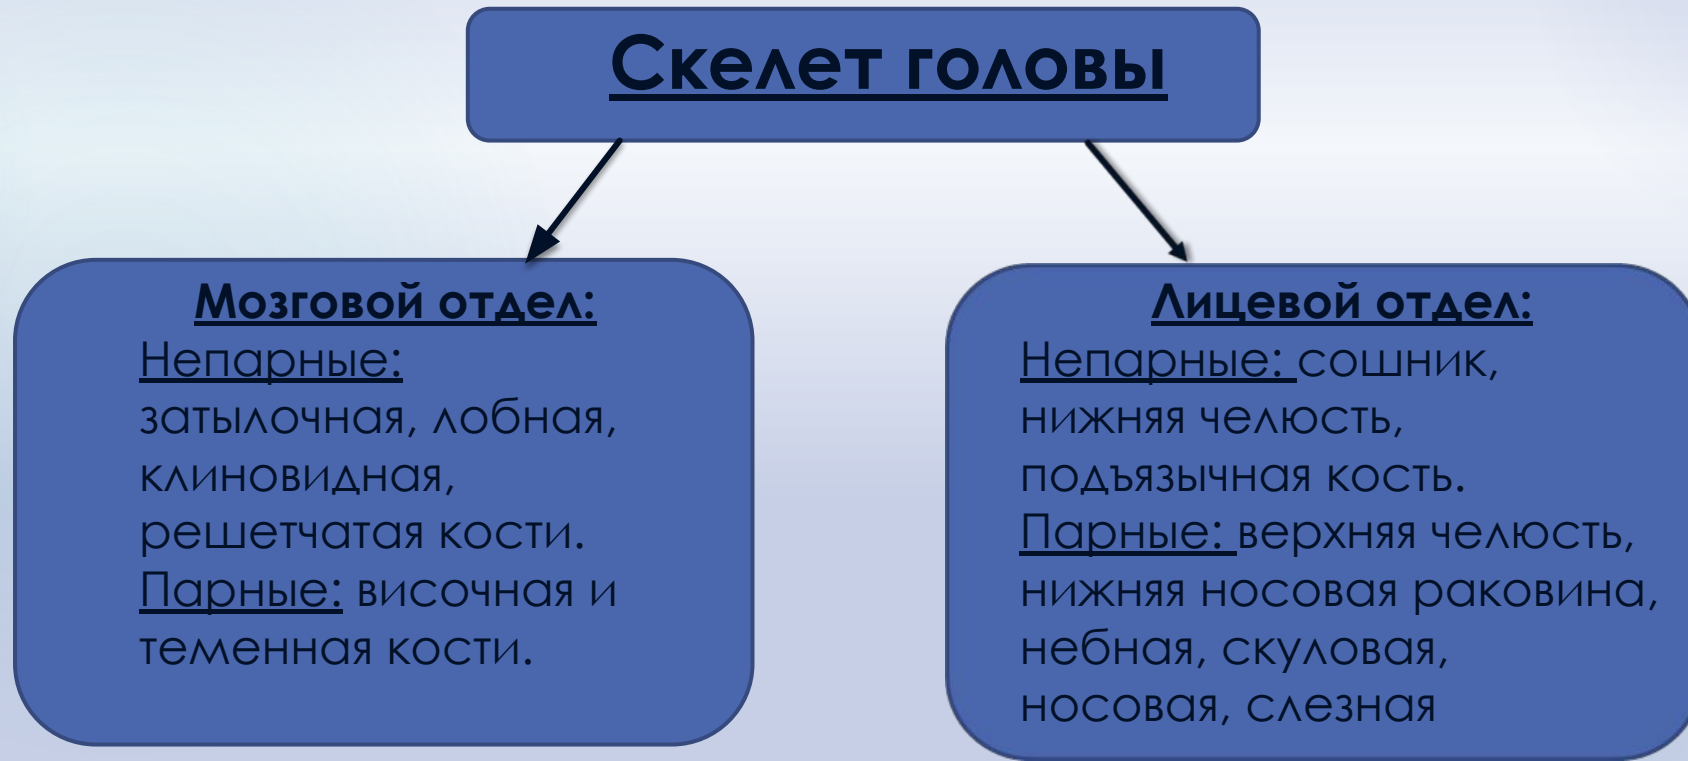 Скелет головы
Мозговой отдел:
Непарные:
затылочная, лобная,
клиновидная,
решетчатая кости.
Парные: височная и
теменная кости.
Лицевой отдел:
Непарные: сошник,
нижняя челюсть,
подъязычная кость.
Парные: верхняя челюсть,
нижняя носовая раковина,
небная, скуловая,
носовая, слезная